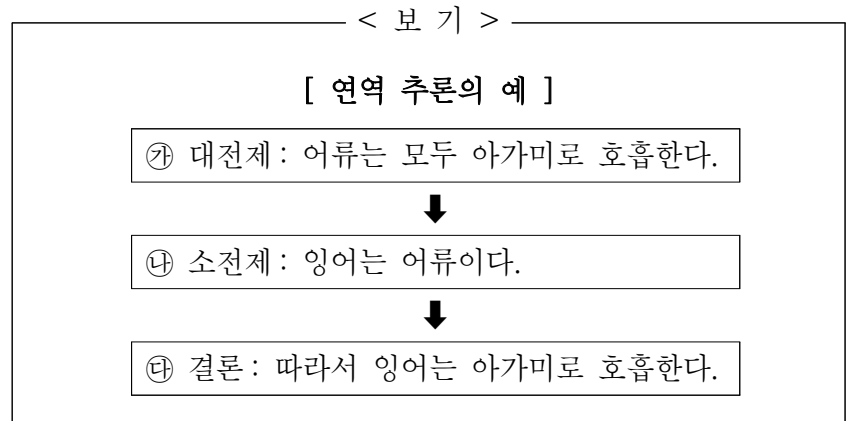 < 보 기 >
[ 연역 추론의 예 ]
㉮ 대전제 : 어류는 모두 아가미로 호흡한다.
㉯ 소전제 : 잉어는 어류이다.
㉰ 결론 : 따라서 잉어는 아가미로 호흡한다.